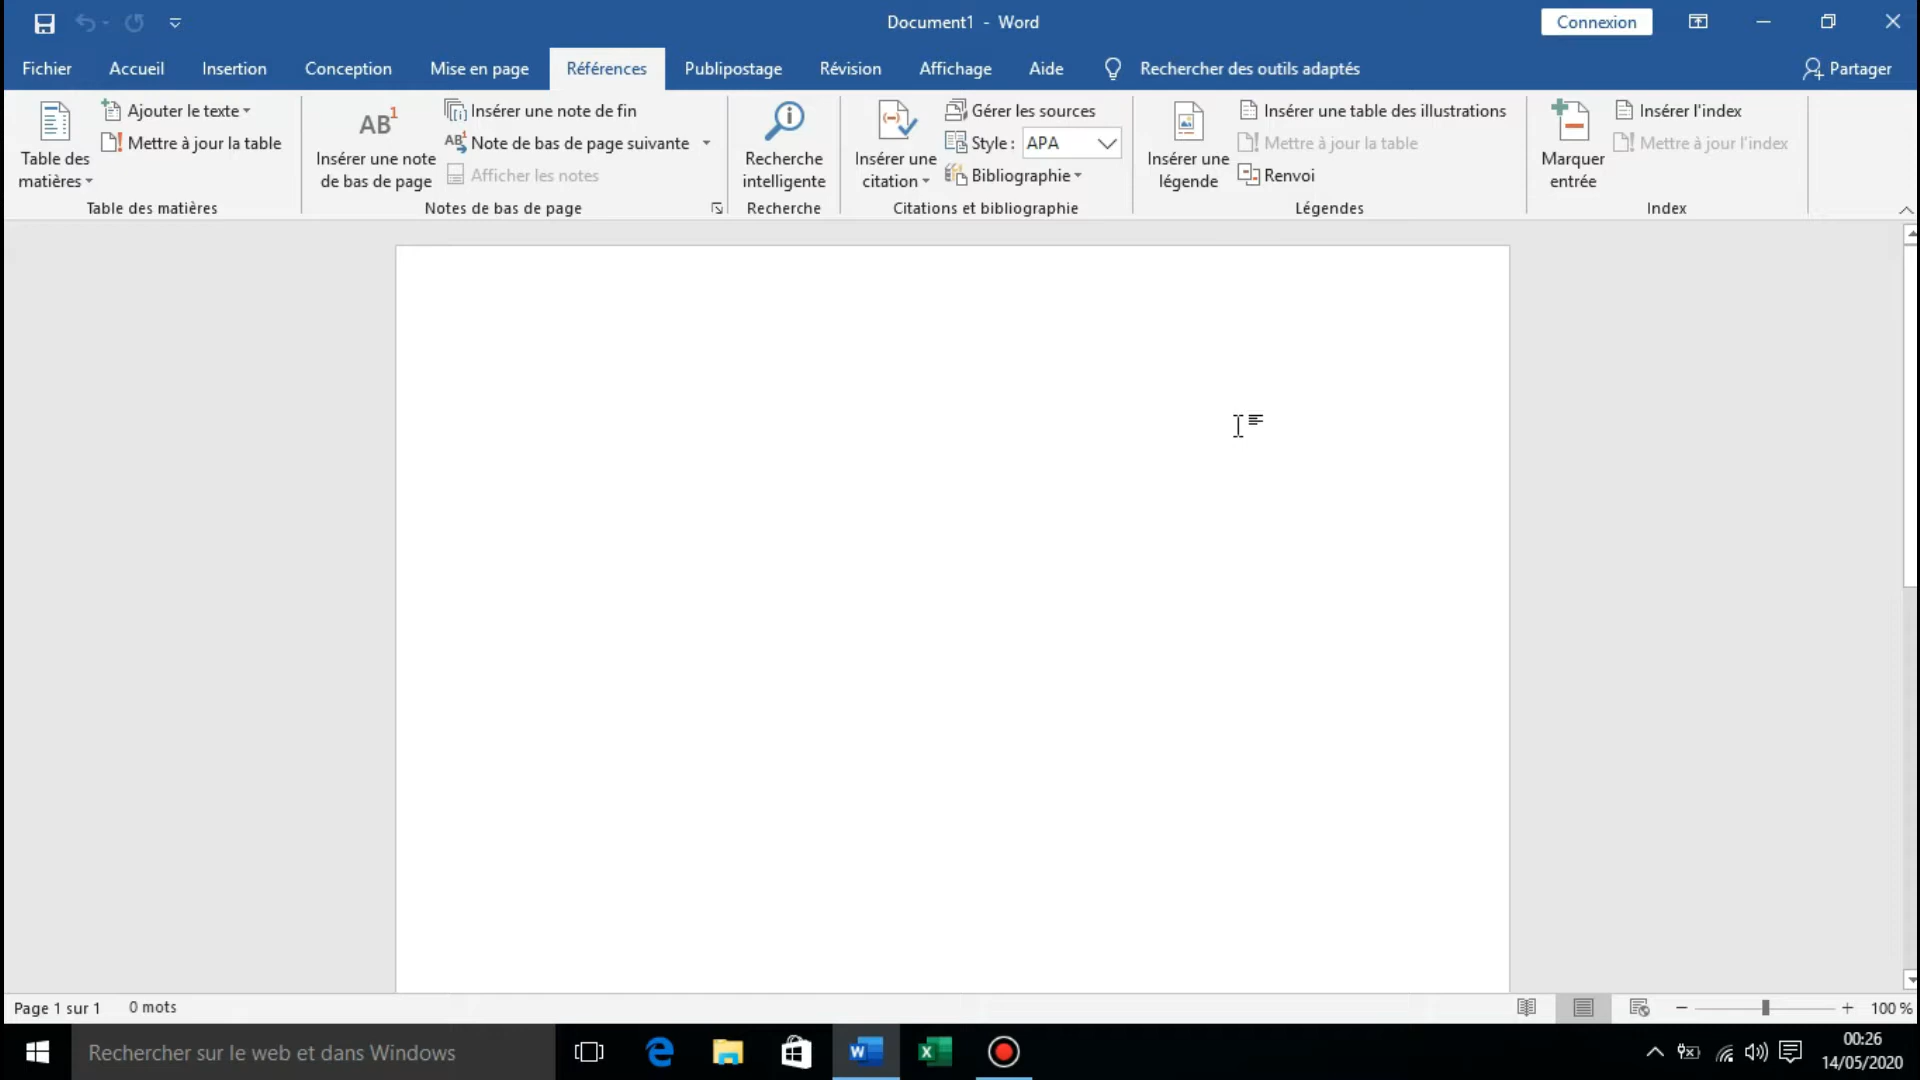 Document1 - Word
Connexion
Fichier Accueil Insertion Conception Mise en page Références Publipostage Révision Affichage Aide Rechercher des outils adaptés Partager
Table des matières
Ajouter le texte
Mettre à jour la table
Table des matières
AB1
Insérer une note de bas de page
Insérer une note de fin
AB1 Note de bas de page suivante
Afficher les notes
Notes de bas de page
Recherche intelligente
Recherche
Insérer une citation
Gérer les sources
Style : APA
Bibliographie
Citations et bibliographie
Insérer une légende
Insérer une table des illustrations
Mettre à jour la table
Renvoi
Légendes
Marquer entrée
Insérer l'index
Mettre à jour l'index
Index
Page 1 sur 1 0 mots
100 %
Rechercher sur le web et dans Windows
00:26
14/05/2020